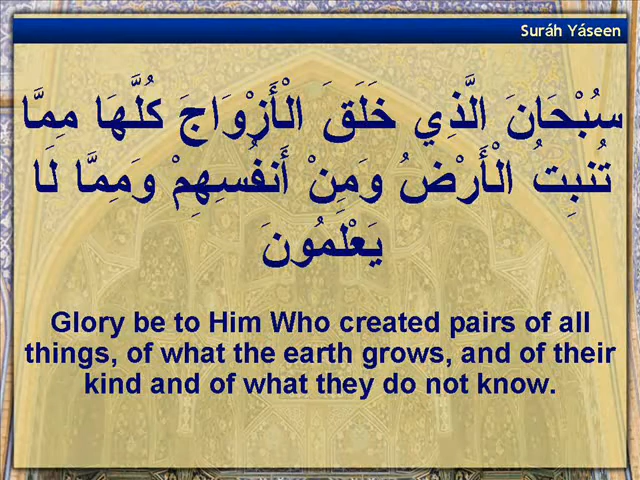 Suráh Yáseen
سُبْحَانَ الَّذِي خَلَقَ الْأَزْوَاجَ كُلَّهَا مِمَّا
تُنبِتُ الْأَرْضُ وَمِنْ أَنفُسِهِمْ وَمِمَّا لَا
يَعْلَمُونَ
Glory be to Him Who created pairs of all
things, of what the earth grows, and of their
kind and of what they do not know.